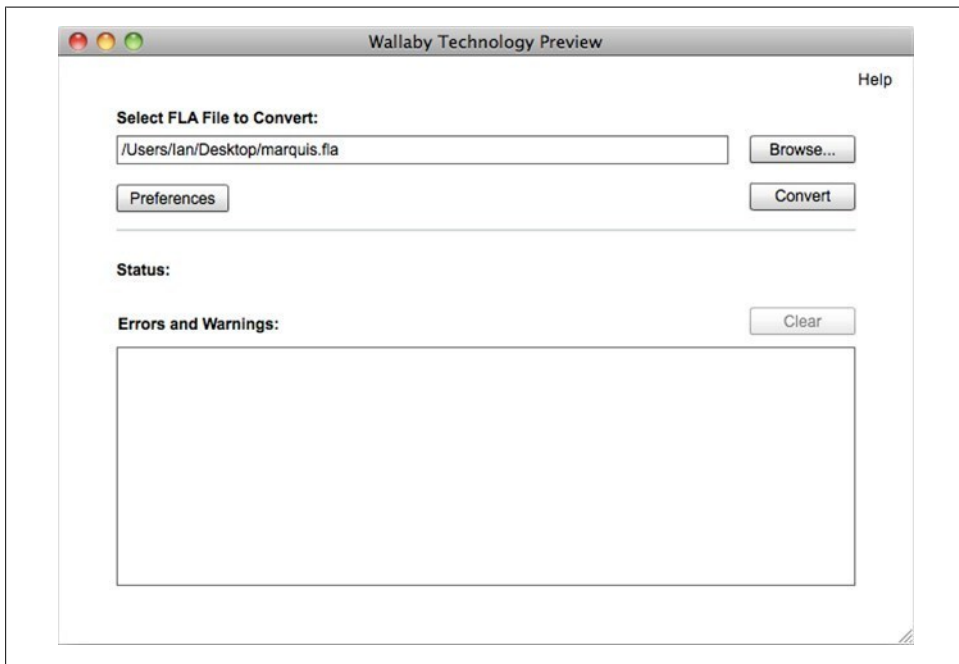 Wallaby Technology Preview
Help
Select FLA File to Convert:
/Users/Ian/Desktop/marquis.fla
Browse...
Preferences
Convert
Status:
Errors and Warnings:
Clear